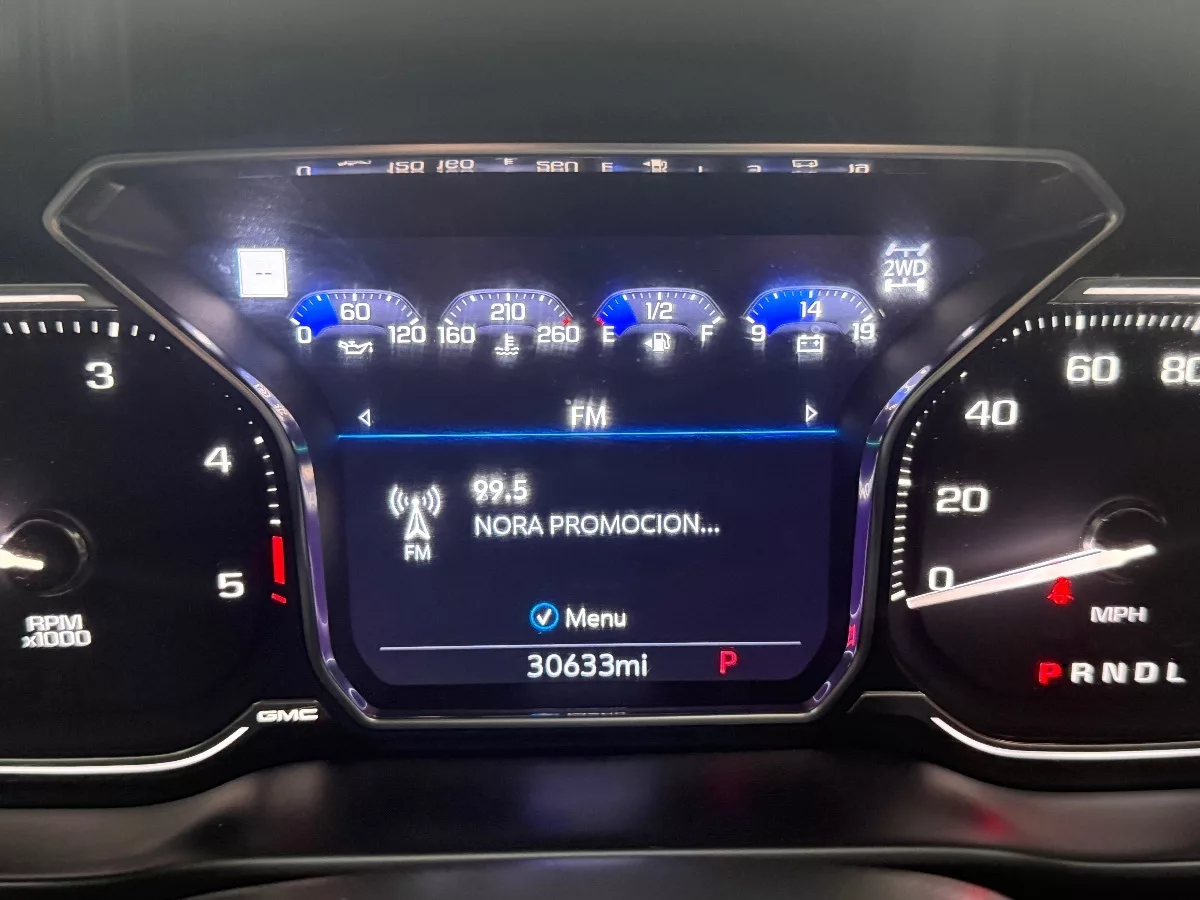 --
2WD
60
0 120
210
160 260
1/2
E F
14
9 19
FM
99.5
NORA PROMOCION...
FM
Menu
30633mi P
3
4
5
RPM
x1000
GMC
0
20
40
60
80
MPH
P R N D L